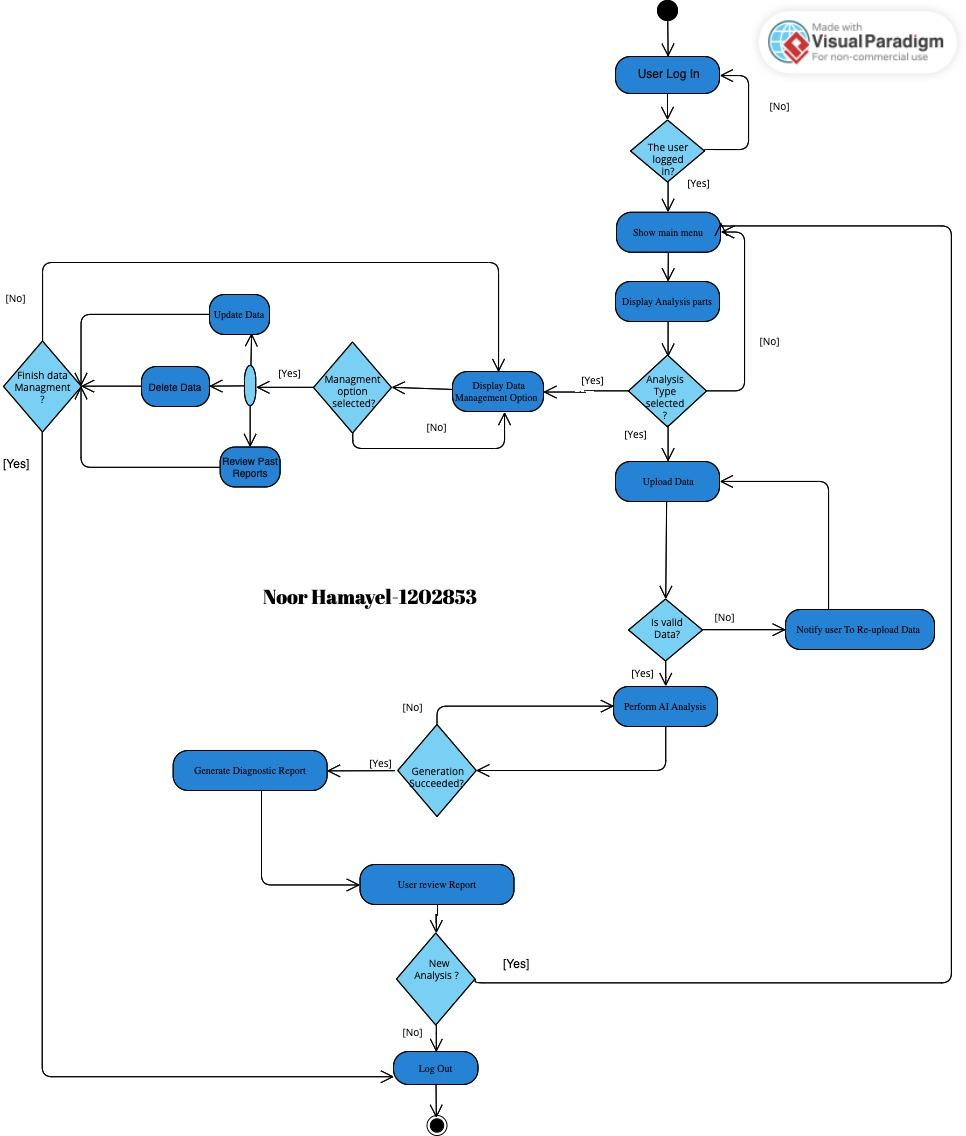 Made with
Visual Paradigm
For non-commercial use
User Log In
[No]
The user
logged
in?
[Yes]
Show main menu
[No]
Update Data
Display Analysis parts
[No]
Finish data
Managment
?
Delete Data
[Yes]
Managment
option
selected?
Display Data
Management Option
[Yes]
Analysis
Type
selected
?
[No]
[Yes]
[Yes]
Review Past
Reports
Upload Data
Noor Hamayel-1202853
Is valid
Data?
[No]
Notify user To Re-upload Data
[Yes]
[No]
Perform AI Analysis
Generate Diagnostic Report
[Yes]
Generation
Succeeded?
User review Report
New
Analysis ?
[Yes]
[No]
Log Out